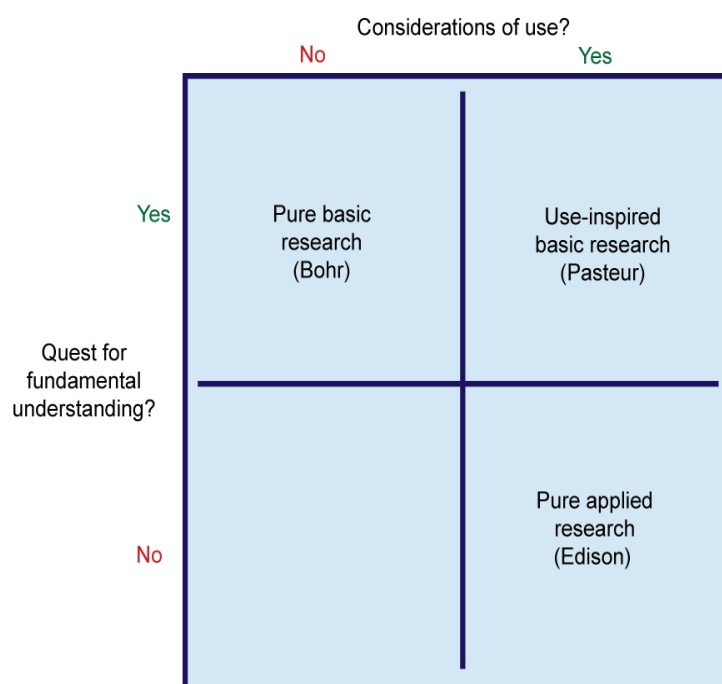 Considerations of use?
No
Yes
Yes
Pure basic
research
(Bohr)
Use-inspired
basic research
(Pasteur)
Quest for
fundamental
understanding?
No
Pure applied
research
(Edison)